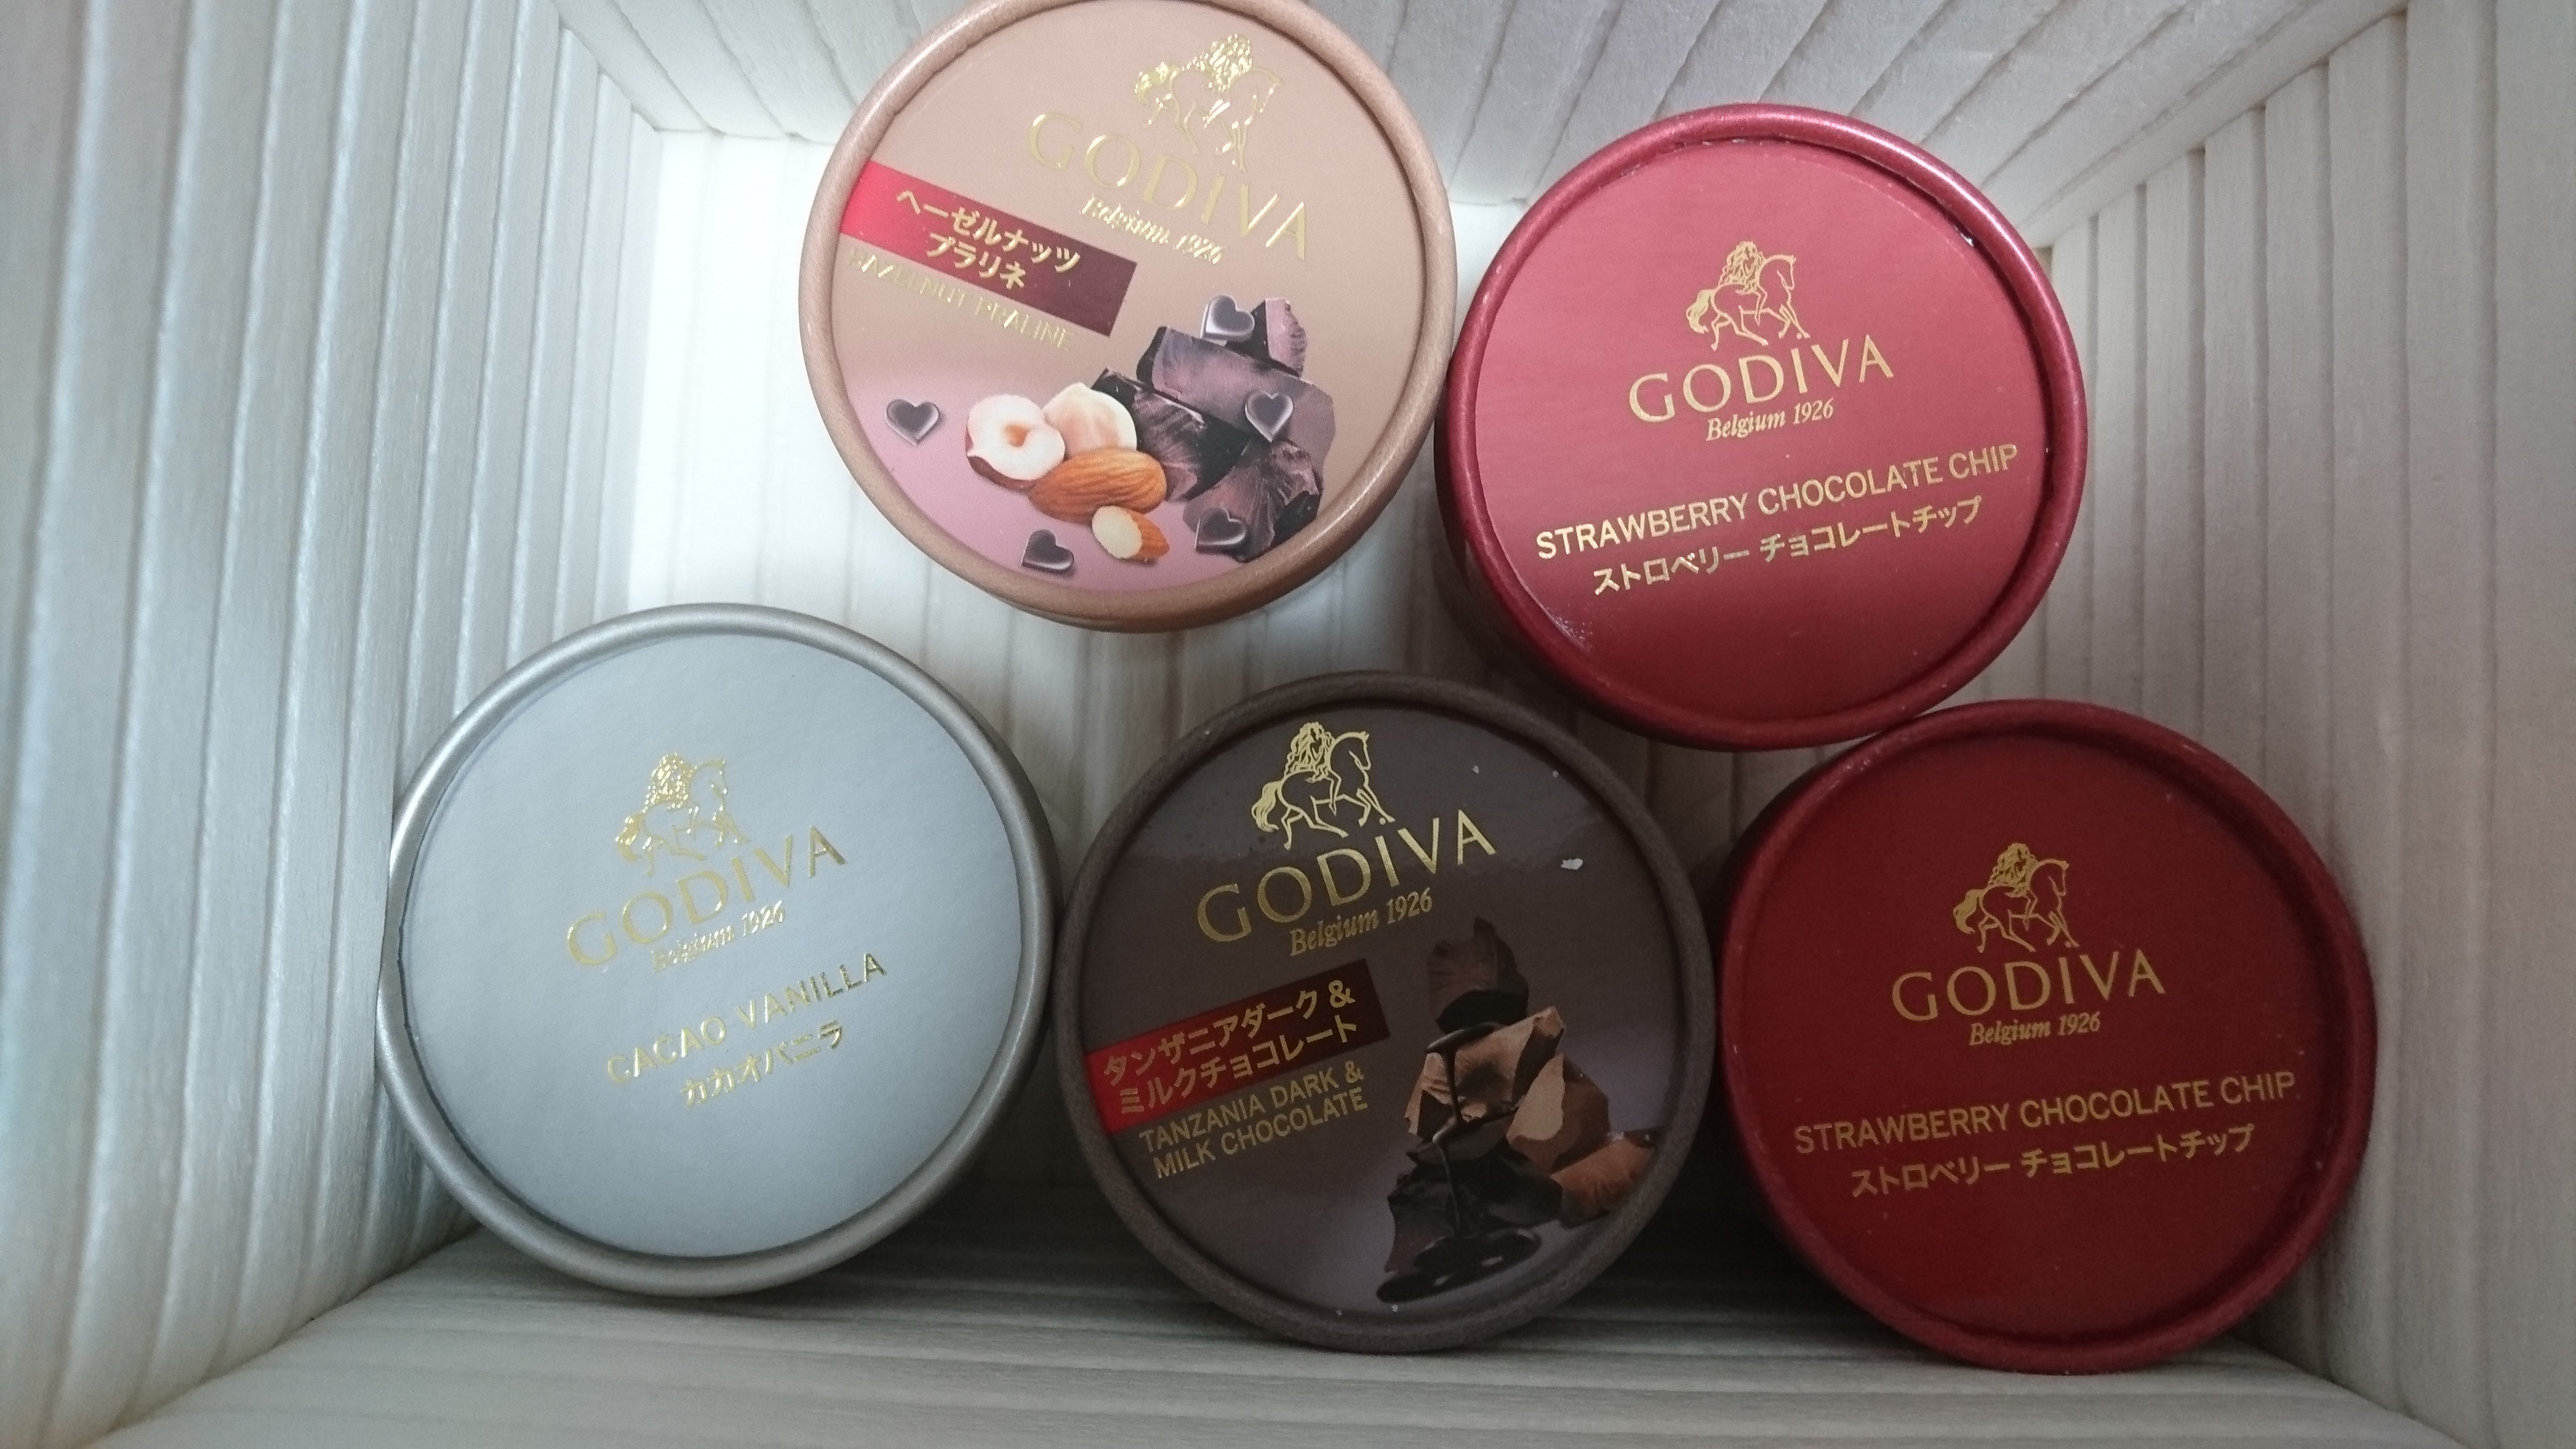 GODIVA
Belgium 1926
ヘーゼルナッツ
プラリネ
HAZELNUT PRALINE
GODIVA
Belgium 1926
STRAWBERRY CHOCOLATE CHIP
ストロベリー チョコレートチップ
GODIVA
Belgium 1926
CACAO VANILLA
カカオバニラ
GODIVA
Belgium 1926
タンザニアダーク &
ミルクチョコレート
TANZANIA DARK &
MILK CHOCOLATE
GODIVA
Belgium 1926
STRAWBERRY CHOCOLATE CHIP
ストロベリー チョコレートチップ